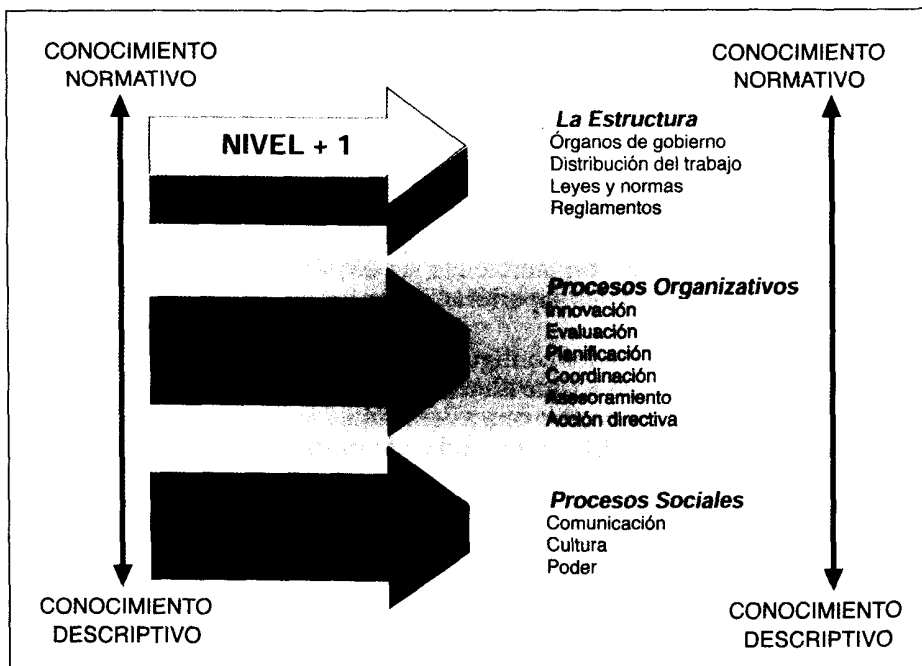 CONOCIMIENTO
NORMATIVO
CONOCIMIENTO
NORMATIVO
NIVEL + 1
La Estructura
Órganos de gobierno
Distribución del trabajo
Leyes y normas
Reglamentos
Procesos Organizativos
Innovación
Evaluación
Planificación
Coordinación
Asesoramiento
Acción directiva
Procesos Sociales
Comunicación
Cultura
Poder
CONOCIMIENTO
DESCRIPTIVO
CONOCIMIENTO
DESCRIPTIVO